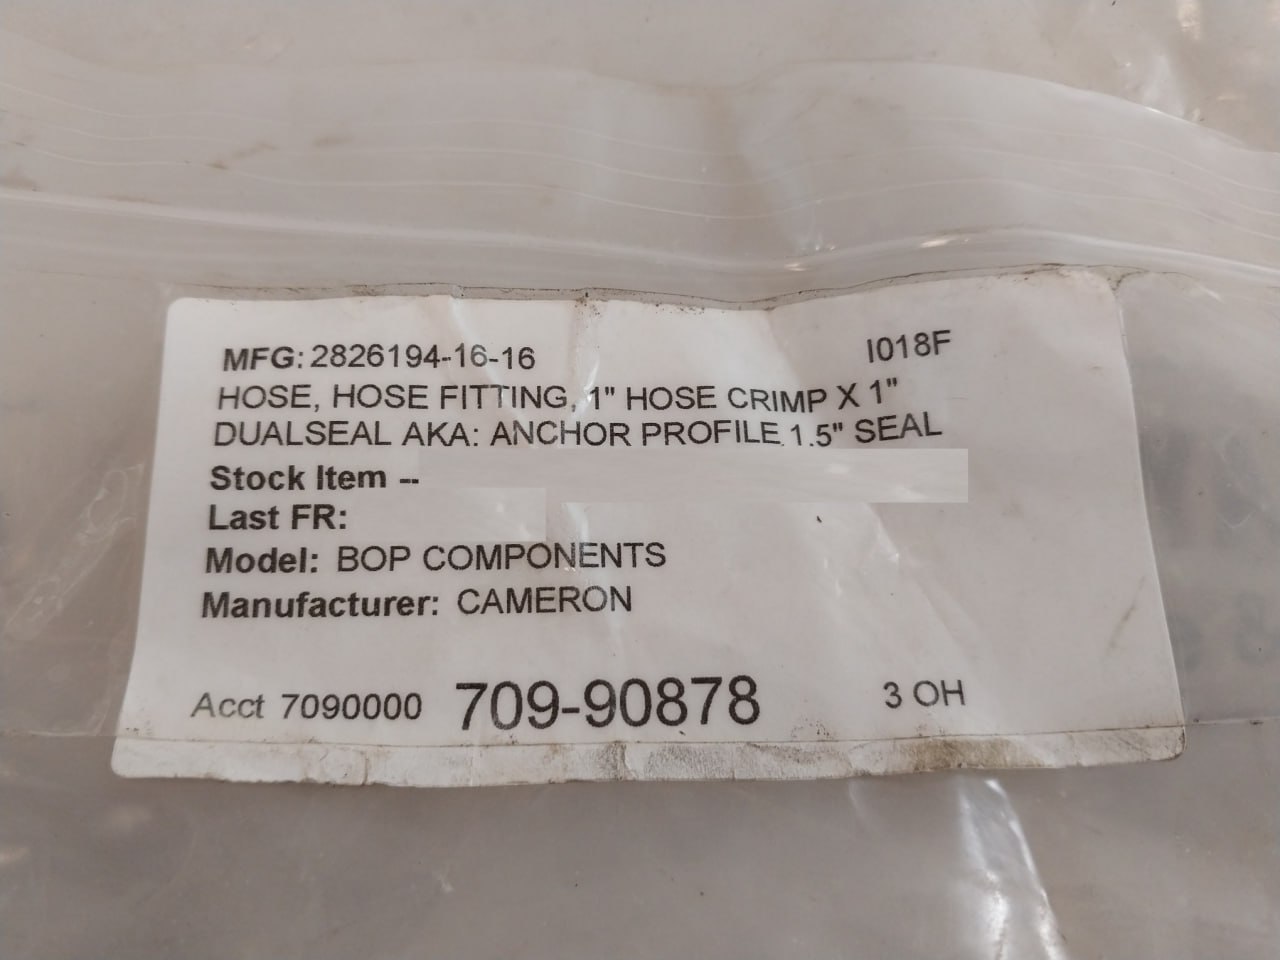 MFG: 2826194-16-16 I018F
HOSE, HOSE FITTING, 1" HOSE CRIMP X 1"
DUALSEAL AKA: ANCHOR PROFILE 1.5" SEAL
Stock Item --
Last FR:
Model: BOP COMPONENTS
Manufacturer: CAMERON
Acct 7090000 709-90878 3 OH